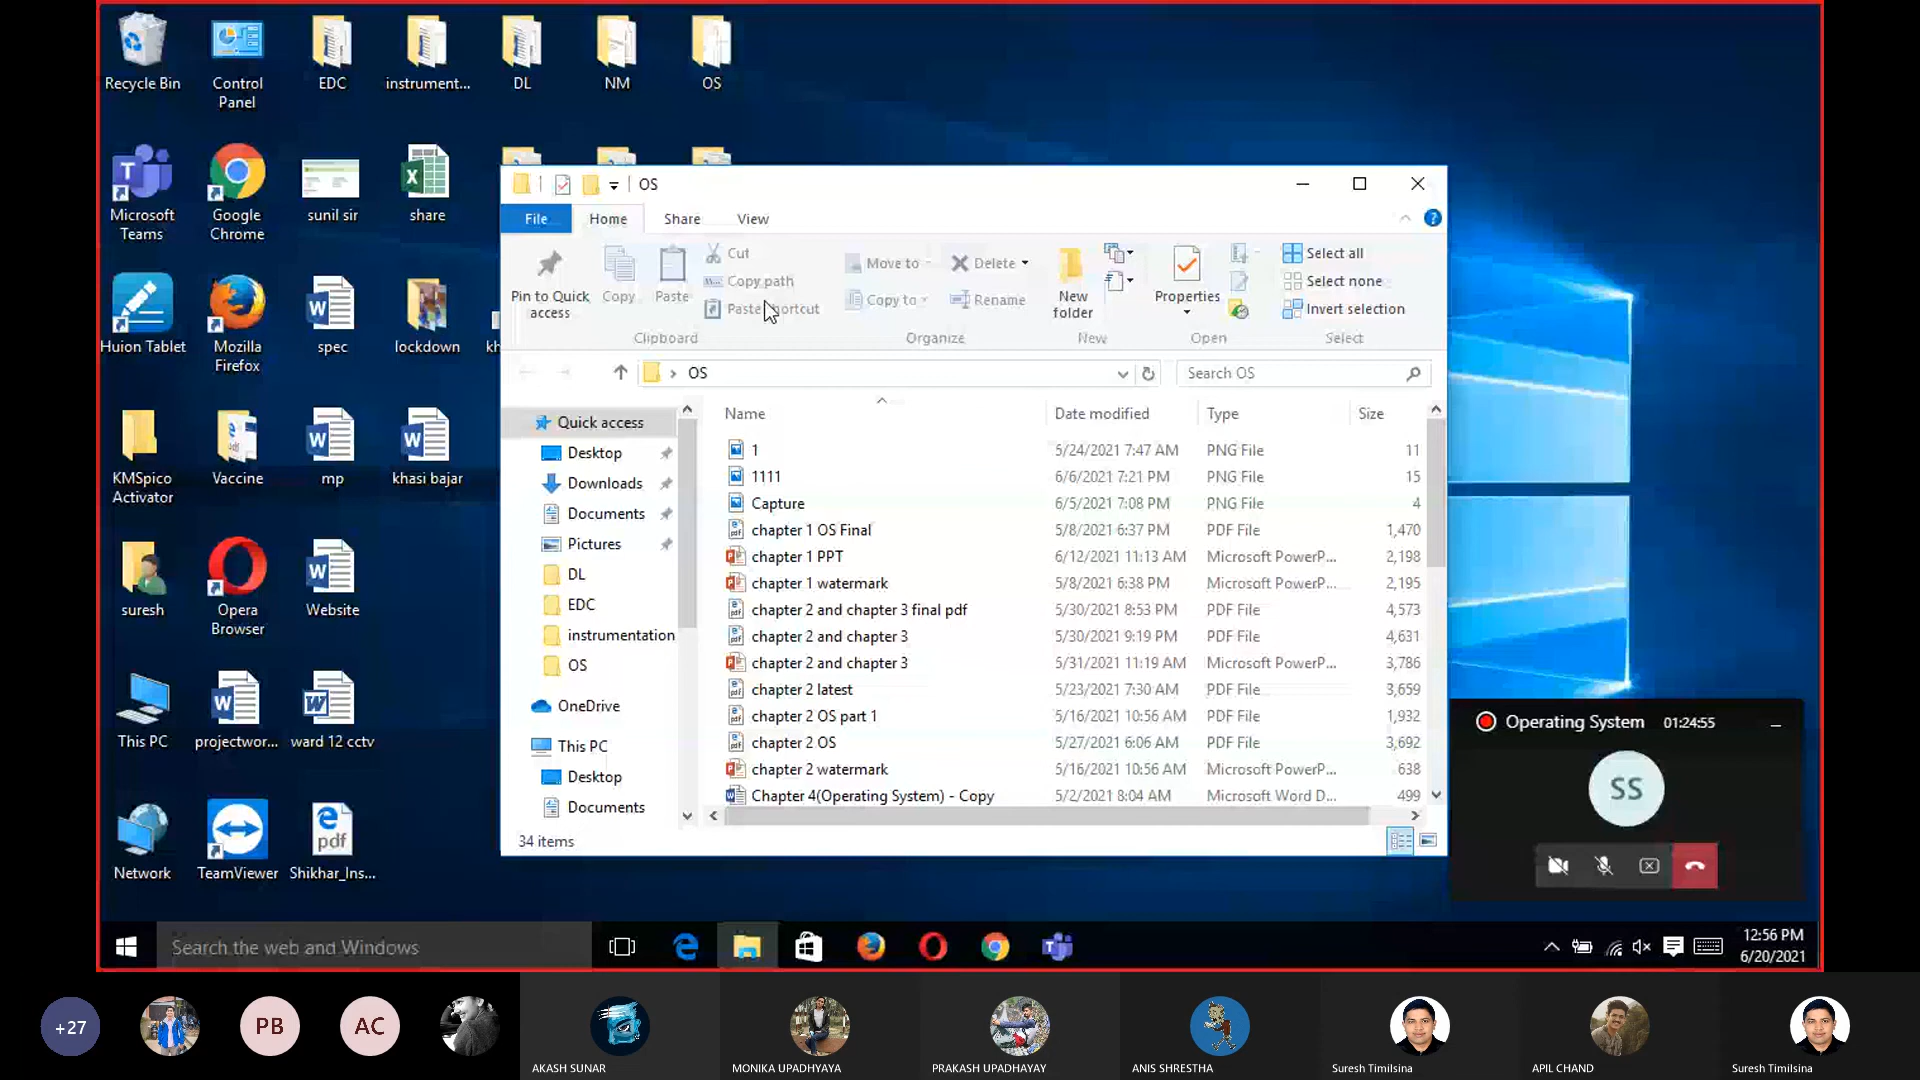 Recycle Bin
Control Panel
EDC
instrument...
DL
NM
OS
Microsoft Teams
Google Chrome
sunil sir
share
Huion Tablet
Mozilla Firefox
spec
lockdown
kh
KMSpico Activator
Vaccine
mp
khasi bajar
suresh
Opera Browser
Website
This PC
projectwor...
ward 12 cctv
Network
TeamViewer
Shikhar_Ins...
OS
File
Home
Share
View
Pin to Quick access
Copy
Paste
Cut
Copy path
Paste shortcut
Clipboard
Move to
Copy to
Delete
Rename
Organize
New folder
New
Properties
Open
Select all
Select none
Invert selection
Select
OS
Search OS
Quick access
Desktop
Downloads
Documents
Pictures
DL
EDC
instrumentation
OS
OneDrive
This PC
Desktop
Documents
Name Date modified Type Size
1 5/24/2021 7:47 AM PNG File 11
1111 6/6/2021 7:21 PM PNG File 15
Capture 6/5/2021 7:08 PM PNG File 4
chapter 1 OS Final 5/8/2021 6:37 PM PDF File 1,470
chapter 1 PPT 6/12/2021 11:13 AM Microsoft PowerP... 2,198
chapter 1 watermark 5/8/2021 6:38 PM Microsoft PowerP... 2,195
chapter 2 and chapter 3 final pdf 5/30/2021 8:53 PM PDF File 4,573
chapter 2 and chapter 3 5/30/2021 9:19 PM PDF File 4,631
chapter 2 and chapter 3 5/31/2021 11:19 AM Microsoft PowerP... 3,786
chapter 2 latest 5/23/2021 7:30 AM PDF File 3,659
chapter 2 OS part 1 5/16/2021 10:56 AM PDF File 1,932
chapter 2 OS 5/27/2021 6:06 AM PDF File 3,692
chapter 2 watermark 5/16/2021 10:56 AM Microsoft PowerP... 638
Chapter 4(Operating System) - Copy 5/2/2021 8:04 AM Microsoft Word D... 499
34 items
Operating System 01:24:55
SS
Search the web and Windows
12:56 PM
6/20/2021
+27
PB
AC
AKASH SUNAR
MONIKA UPADHYAYA
PRAKASH UPADHAYAY
ANIS SHRESTHA
Suresh Timilsina
APIL CHAND
Suresh Timilsina